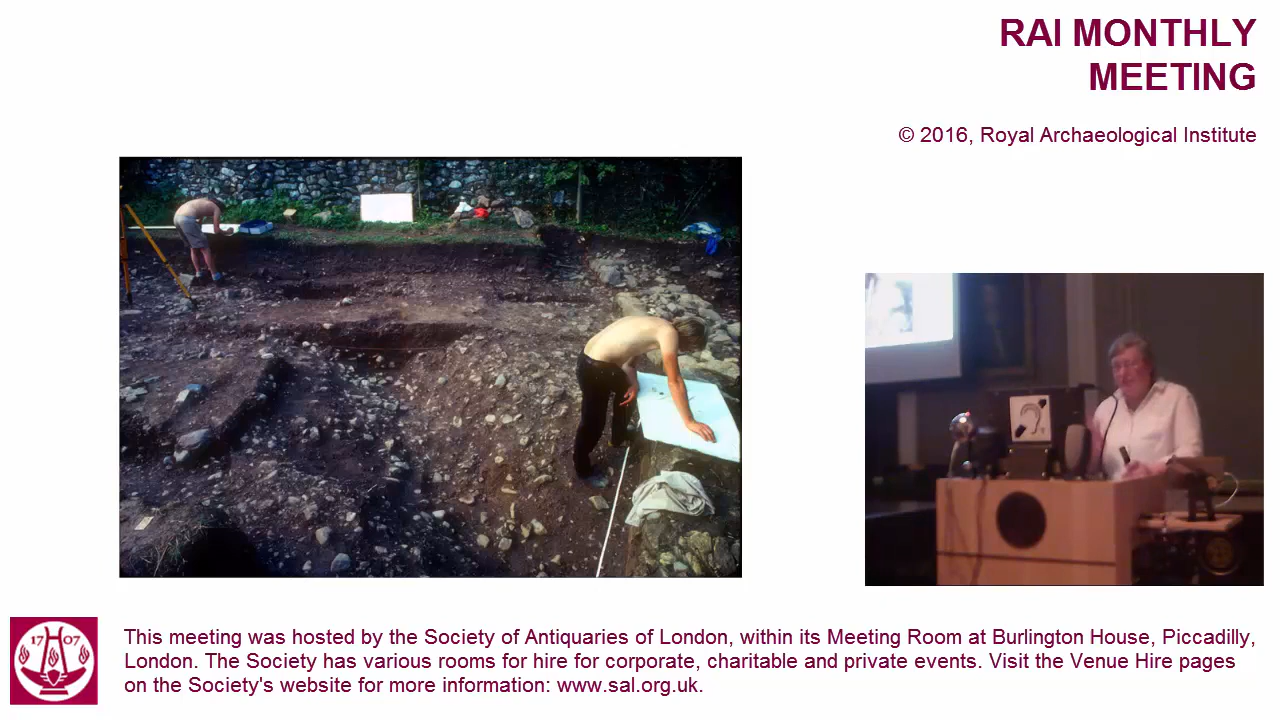 RAI MONTHLY
MEETING
© 2016, Royal Archaeological Institute
17 07
This meeting was hosted by the Society of Antiquaries of London, within its Meeting Room at Burlington House, Piccadilly,
London. The Society has various rooms for hire for corporate, charitable and private events. Visit the Venue Hire pages
on the Society's website for more information: www.sal.org.uk.